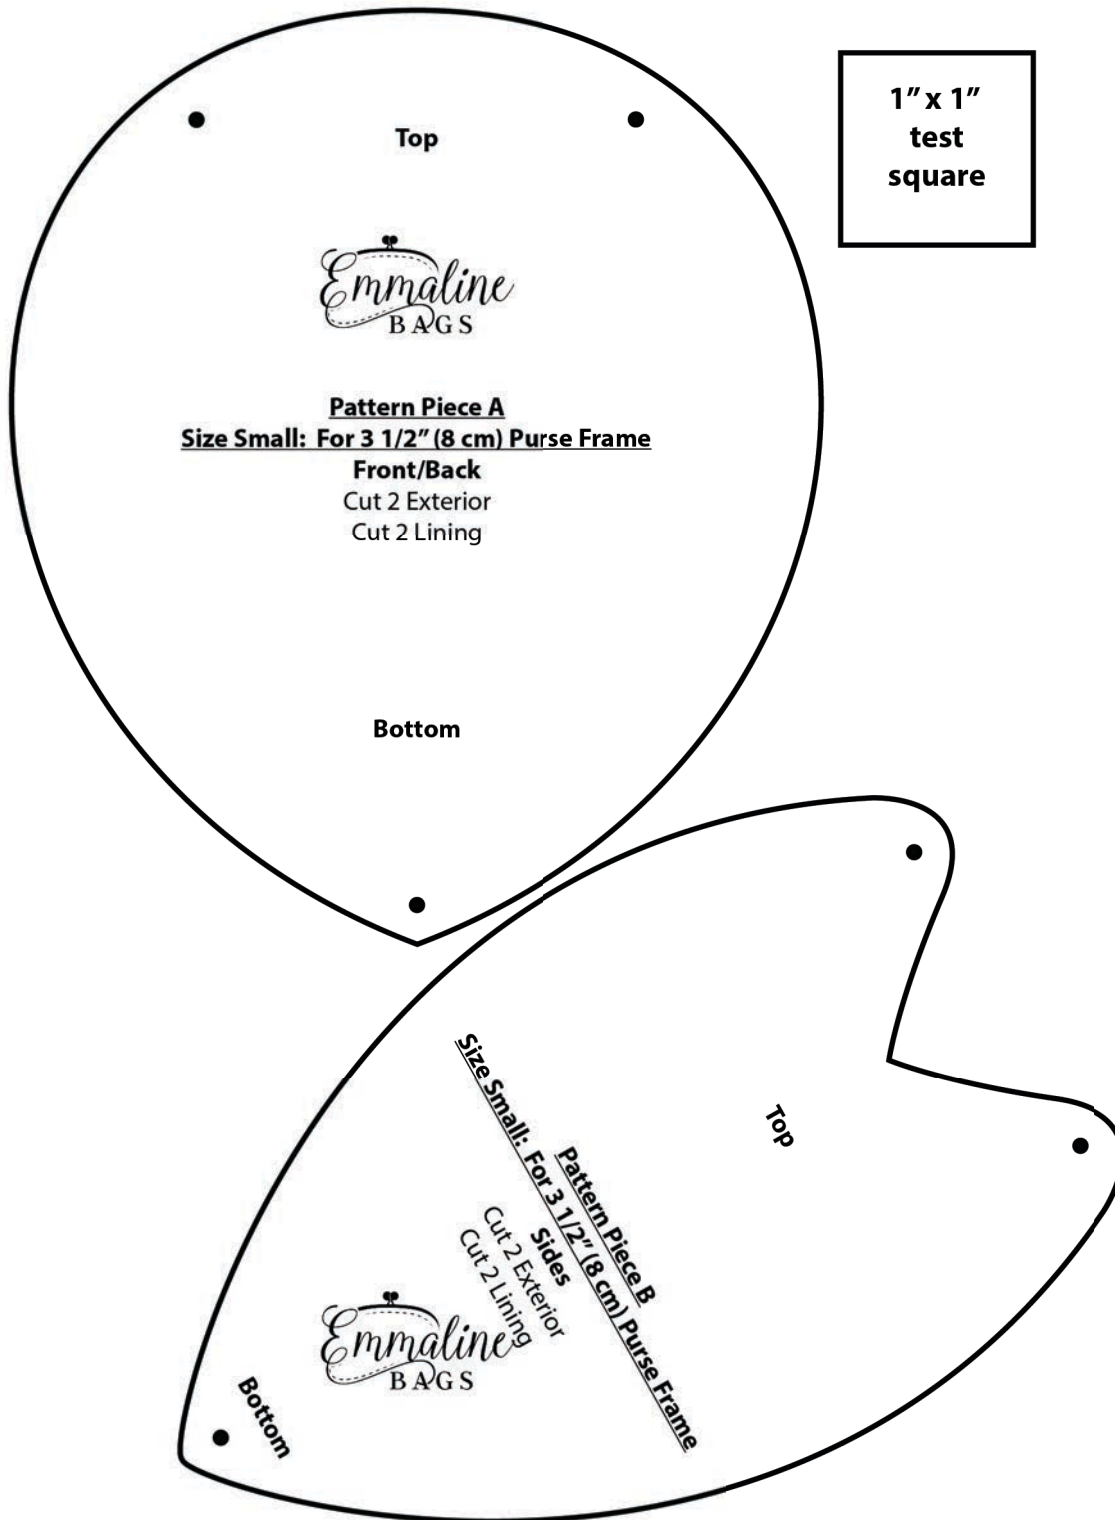 1” x 1”
test
square
Top
Emmaline
BAGS
Pattern Piece A
Size Small: For 3 1/2” (8 cm) Purse Frame
Front/Back
Cut 2 Exterior
Cut 2 Lining
Bottom
Top
Pattern Piece B
Size Small: For 3 1/2” (8 cm) Purse Frame
Sides
Cut 2 Exterior
Cut 2 Lining
Emmaline
BAGS
Bottom